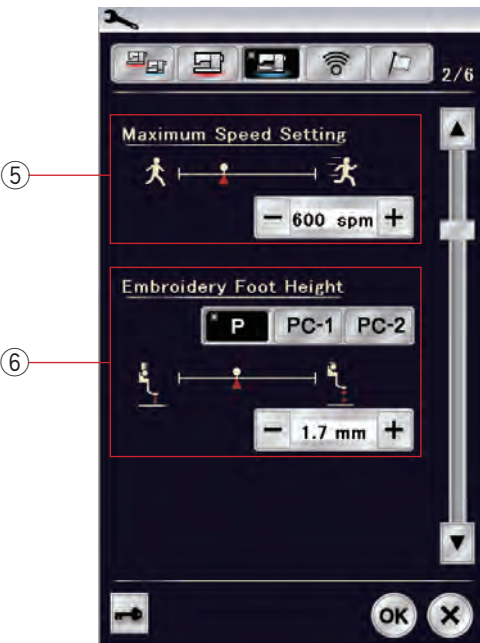 2/6
Maximum Speed Setting
⑤
− 600 spm +
Embroidery Foot Height
P PC-1 PC-2
⑥
− 1.7 mm +
OK X